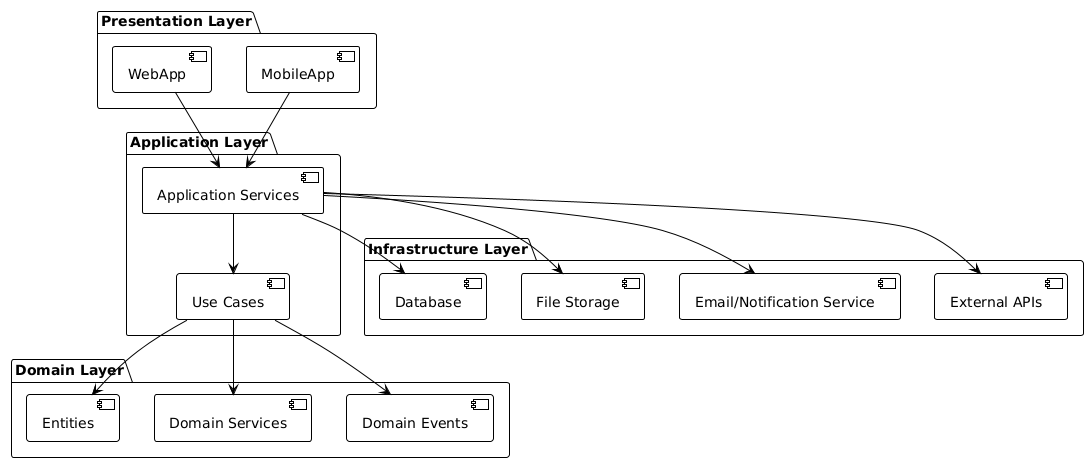 Presentation Layer
WebApp
MobileApp
Application Layer
Application Services
Infrastructure Layer
Use Cases
Database
File Storage
Email/Notification Service
External APIs
Domain Layer
Entities
Domain Services
Domain Events